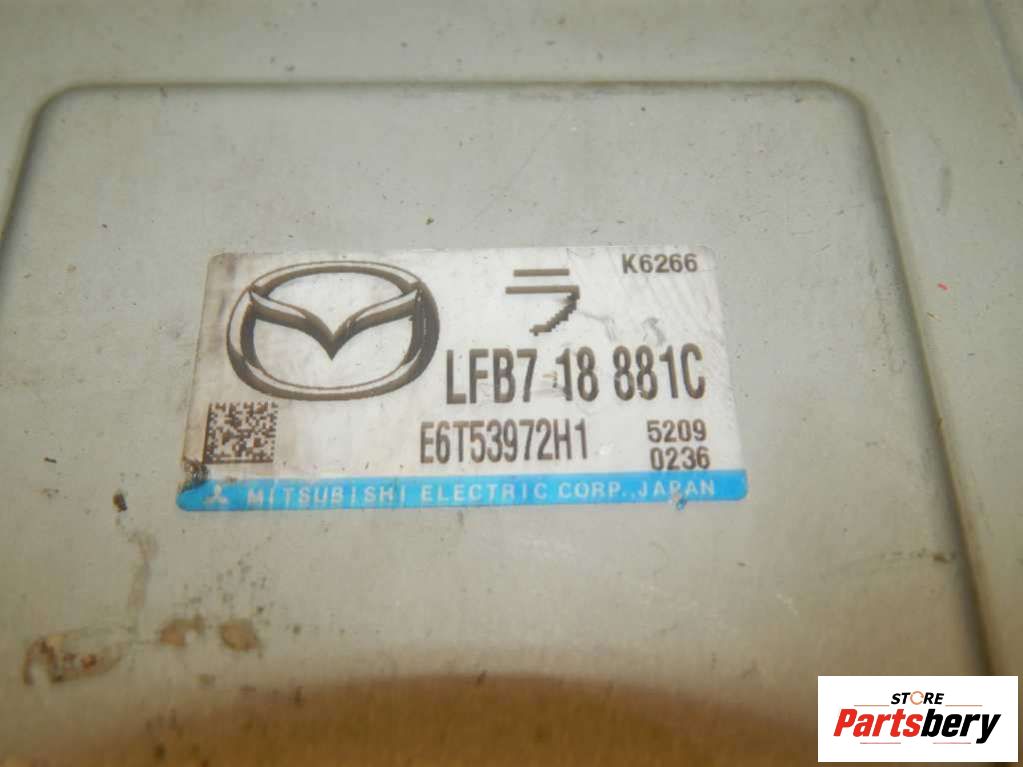 ラ K6266
LFB7 18 881C
E6T53972H1 5209
0236
MITSUBISHI ELECTRIC CORP., JAPAN
STORE
Partsbery